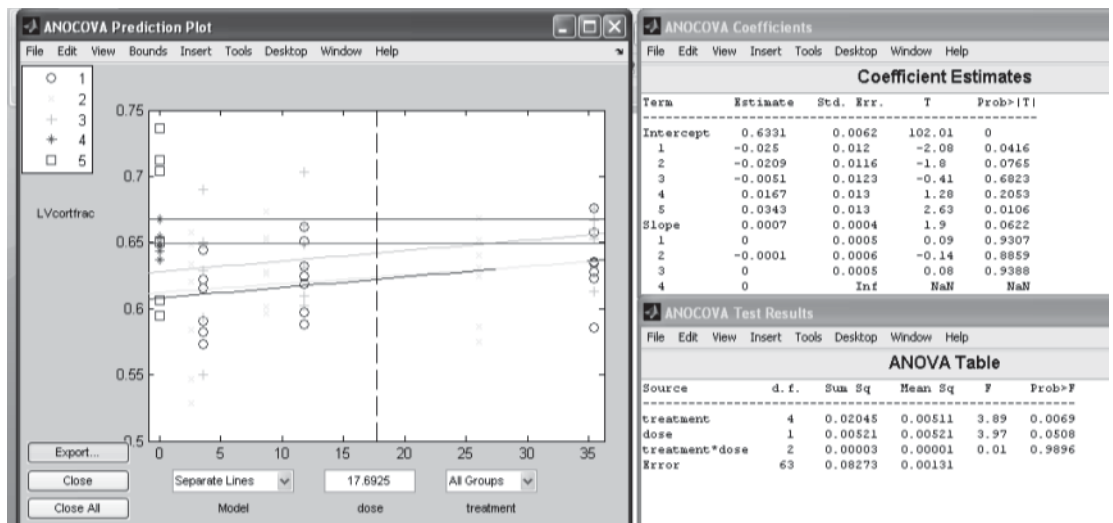 ANOCOVA Prediction Plot
File Edit View Bounds Insert Tools Desktop Window Help
1
2
3
4
5
LVcortfrac
0.75
0.7
0.65
0.6
0.55
0.5
0 5 10 15 20 25 30 35
Export...
Close
Close All
Separate Lines
17.6925
All Groups
Model
dose
treatment
ANOCOVA Coefficients
File Edit View Insert Tools Desktop Window Help
Coefficient Estimates
Term Estimate Std. Err. T Prob>|T|
Intercept 0.6331 0.0062 102.01 0
1 -0.025 0.012 -2.08 0.0416
2 -0.0209 0.0116 -1.8 0.0765
3 -0.0051 0.0123 -0.41 0.6823
4 0.0167 0.013 1.28 0.2053
5 0.0343 0.013 2.63 0.0106
Slope 0.0007 0.0004 1.9 0.0622
1 0 0.0005 0.09 0.9307
2 -0.0001 0.0006 -0.14 0.8859
3 0 0.0005 0.08 0.9388
4 0 Inf NaN NaN
ANOCOVA Test Results
File Edit View Insert Tools Desktop Window Help
ANOVA Table
Source d.f. Sum Sq Mean Sq F Prob>F
treatment 4 0.02045 0.00511 3.89 0.0069
dose 1 0.00521 0.00521 3.97 0.0508
treatment*dose 2 0.00003 0.00001 0.01 0.9896
Error 63 0.08273 0.00131